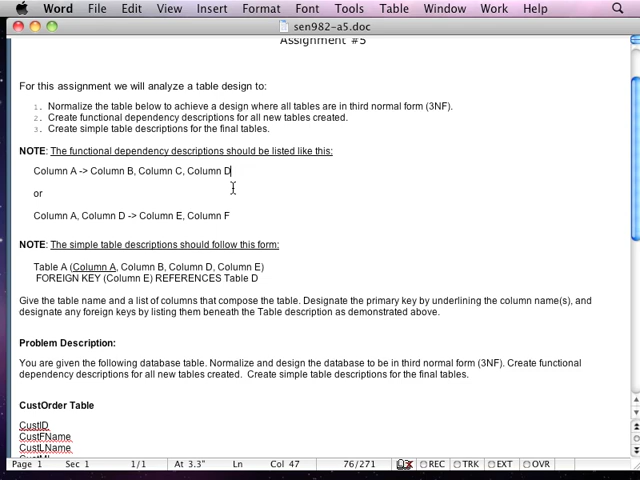 Word File Edit View Insert Format Font Tools Table Window Work Help
sen982-a5.doc
Assignment #5
For this assignment we will analyze a table design to:
1. Normalize the table below to achieve a design where all tables are in third normal form (3NF).
2. Create functional dependency descriptions for all new tables created.
3. Create simple table descriptions for the final tables.
NOTE: The functional dependency descriptions should be listed like this:
Column A -> Column B, Column C, Column D
or
Column A, Column D -> Column E, Column F
NOTE: The simple table descriptions should follow this form:
Table A (Column A, Column B, Column D, Column E)
FOREIGN KEY (Column E) REFERENCES Table D
Give the table name and a list of columns that compose the table. Designate the primary key by underlining the column name(s), and
designate any foreign keys by listing them beneath the Table description as demonstrated above.
Problem Description:
You are given the following database table. Normalize and design the database to be in third normal form (3NF). Create functional
dependency descriptions for all new tables created. Create simple table descriptions for the final tables.
CustOrder Table
CustID
CustFName
CustLName
Page 1 Sec 1 1/1 At 3.3" Ln Col 47 76/271 REC TRK EXT OVR